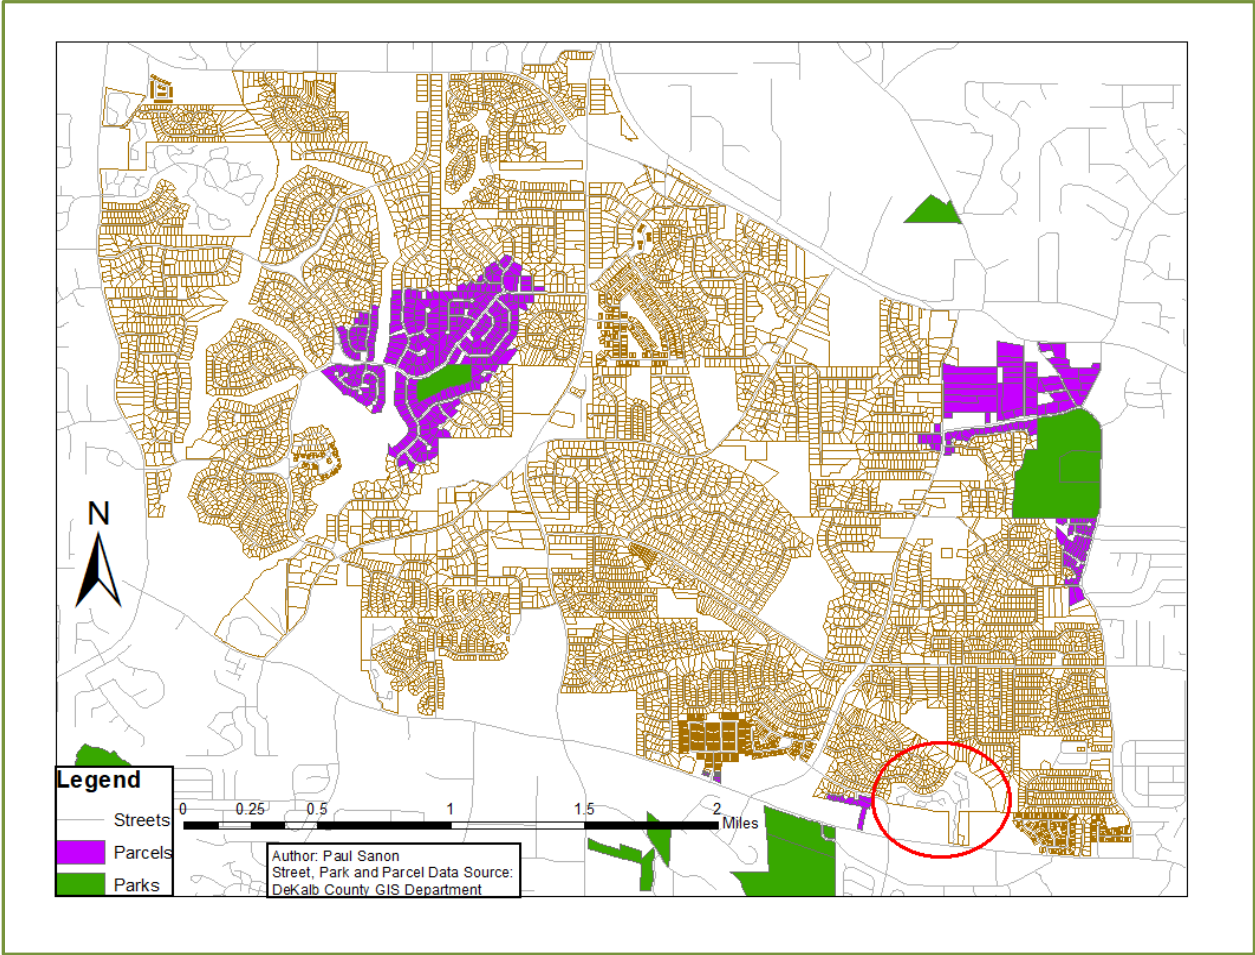 N
Legend
Streets
Parcels
Parks
0 0.25 0.5 1 1.5 2
Miles
Author: Paul Sanon
Street, Park and Parcel Data Source:
DeKalb County GIS Department